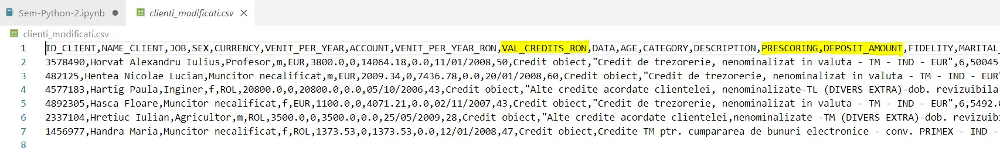 Sem-Python-2.ipynb ● clienti_modificati.csv ×
clienti_modificati.csv
1 ID_CLIENT,NAME_CLIENT,JOB,SEX,CURRENCY,VENIT_PER_YEAR,ACCOUNT,VENIT_PER_YEAR_RON,VAL_CREDITS_RON,DATA,AGE,CATEGORY,DESCRIPTION,PRESCORING,DEPOSIT_AMOUNT,FIDELITY,MARITAL_
2 3578490,Horvat Alexandru Iulius,Profesor,m,EUR,3800.0,0,14064.18,0.0,11/01/2008,50,Credit obiect,"Credit de trezorerie, nenominalizat in valuta - TM - IND - EUR",6,50045
3 482125,Hentea Nicolae Lucian,Muncitor necalificat,m,EUR,2009.34,0,7436.78,0.0,20/01/2008,60,Credit obiect,"Credit de trezorerie, nenominalizat in valuta - TM - IND - EUR"
4 4577183,Hartig Paula,Inginer,f,ROL,20800.0,0,20800.0,0.0,05/10/2006,43,Credit obiect,"Alte credite acordate clientelei, nenominalizate-TL (DIVERS EXTRA)-dob. revizuibila
5 4892305,Hasca Floare,Muncitor necalificat,f,EUR,1100.0,0,4071.21,0.0,02/11/2007,43,Credit obiect,"Credit de trezorerie, nenominalizat in valuta - TM - IND - EUR",6,5492.
6 2337104,Hretiuc Iulian,Agricultor,m,ROL,3500.0,0,3500.0,0.0,25/05/2009,28,Credit obiect,"Alte credite acordate clientelei,nenominalizate -TM (DIVERS EXTRA)-dob. revizuib
7 1456977,Handra Maria,Muncitor necalificat,f,ROL,1373.53,0,1373.53,0.0,12/01/2008,47,Credit obiect,Credite TM ptr. cumpararea de bunuri electronice - conv. PRIMEX - IND -
8